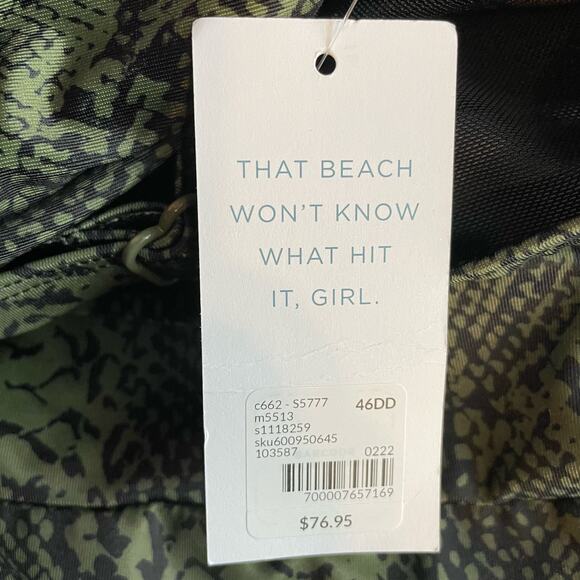 THAT BEACH
WON'T KNOW
WHAT HIT
IT, GIRL.
c662 - S5777 46DD
m5513
s1118259
sku600950645
103587 BARCODE 0222
700007657169
$76.95